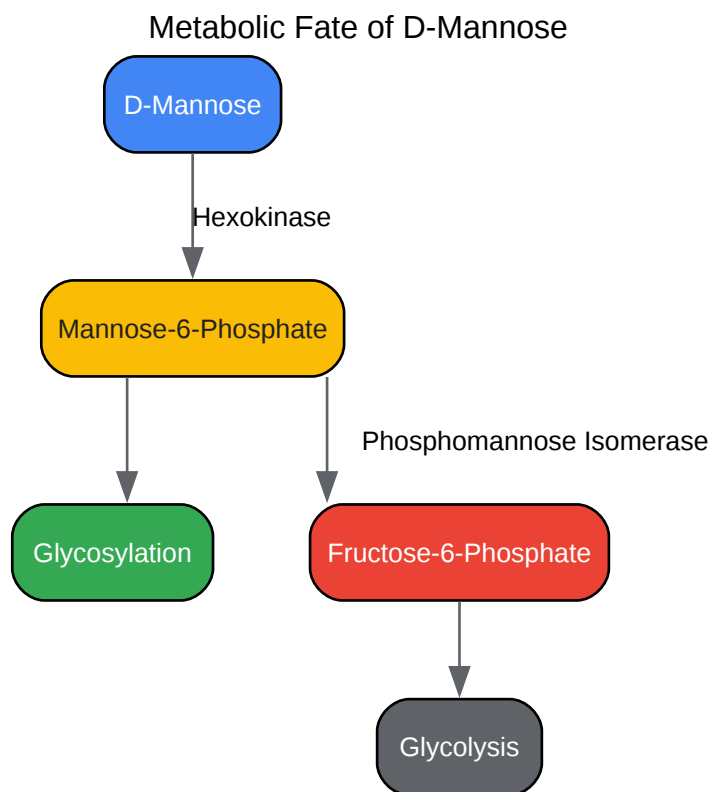 Metabolic Fate of D-Mannose
D-Mannose
Hexokinase
Mannose-6-Phosphate
Phosphomannose Isomerase
Glycosylation
Fructose-6-Phosphate
Glycolysis